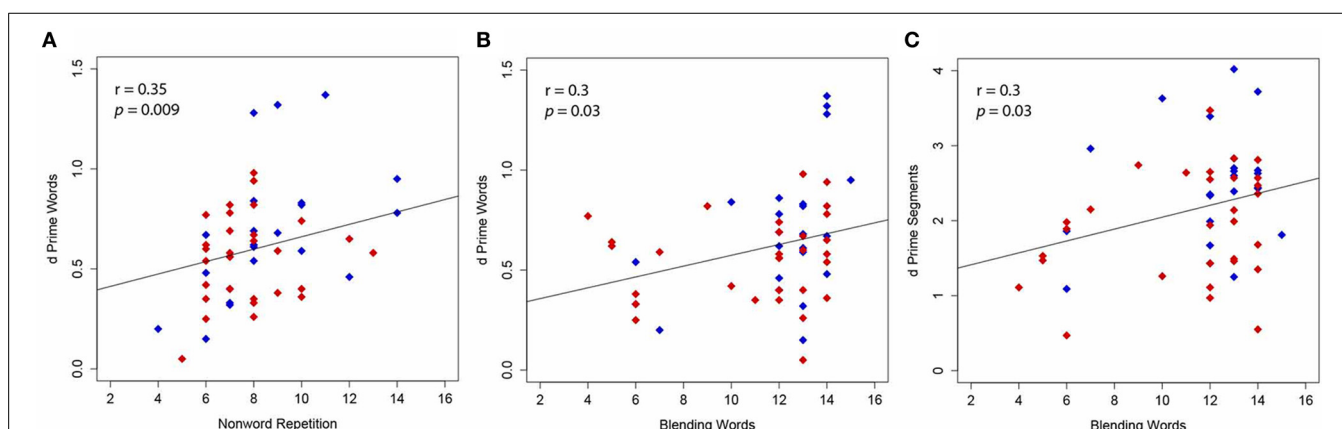 A
r = 0.35
p = 0.009
d Prime Words
0.0 0.5 1.0 1.5
2 4 6 8 10 12 14 16
Nonword Repetition
B
r = 0.3
p = 0.03
d Prime Words
0.0 0.5 1.0 1.5
2 4 6 8 10 12 14 16
Blending Words
C
r = 0.3
p = 0.03
d Prime Segments
0 1 2 3 4
2 4 6 8 10 12 14 16
Blending Words